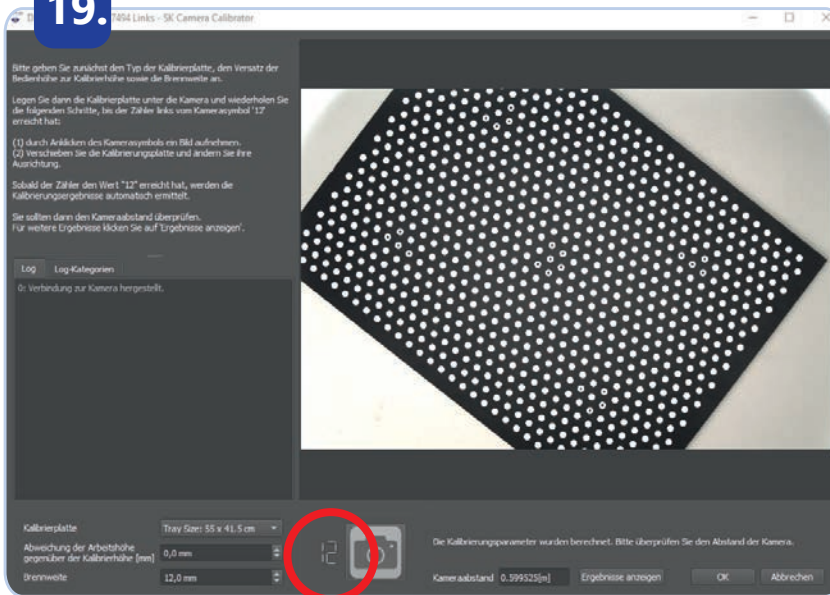 19.
7494 Links - SK Camera Calibrator
Bitte geben Sie zunächst den Typ der Kalibrierplatte, den Versatz der
Bedienhöhe zur Kalibrierhöhe sowie die Brennweite an.
Legen Sie dann die Kalibrierplatte unter die Kamera und wiederholen Sie
die folgenden Schritte, bis der Zähler links vom Kamerasymbol '12'
erreicht hat:
(1) durch Anklicken des Kamerasymbols ein Bild aufnehmen.
(2) Verschieben Sie die Kalibrierungsplatte und ändern Sie ihre
Ausrichtung.
Sobald der Zähler den Wert "12" erreicht hat, werden die
Kalibrierungsergebnisse automatisch ermittelt.
Sie sollten dann den Kameraabstand überprüfen.
Für weitere Ergebnisse klicken Sie auf 'Ergebnisse anzeigen'.
Log Log-Kategorien
0: Verbindung zur Kamera hergestellt.
Kalibrierplatte Tray Size: 55 x 41.5 cm
Abweichung der Arbeitshöhe
gegenüber der Kalibrierhöhe [mm] 0,0 mm
Brennweite 12,0 mm
12
Die Kalibrierungsparameter wurden berechnet. Bitte überprüfen Sie den Abstand der Kamera.
Kameraabstand 0.599525[m] Ergebnisse anzeigen OK Abbrechen